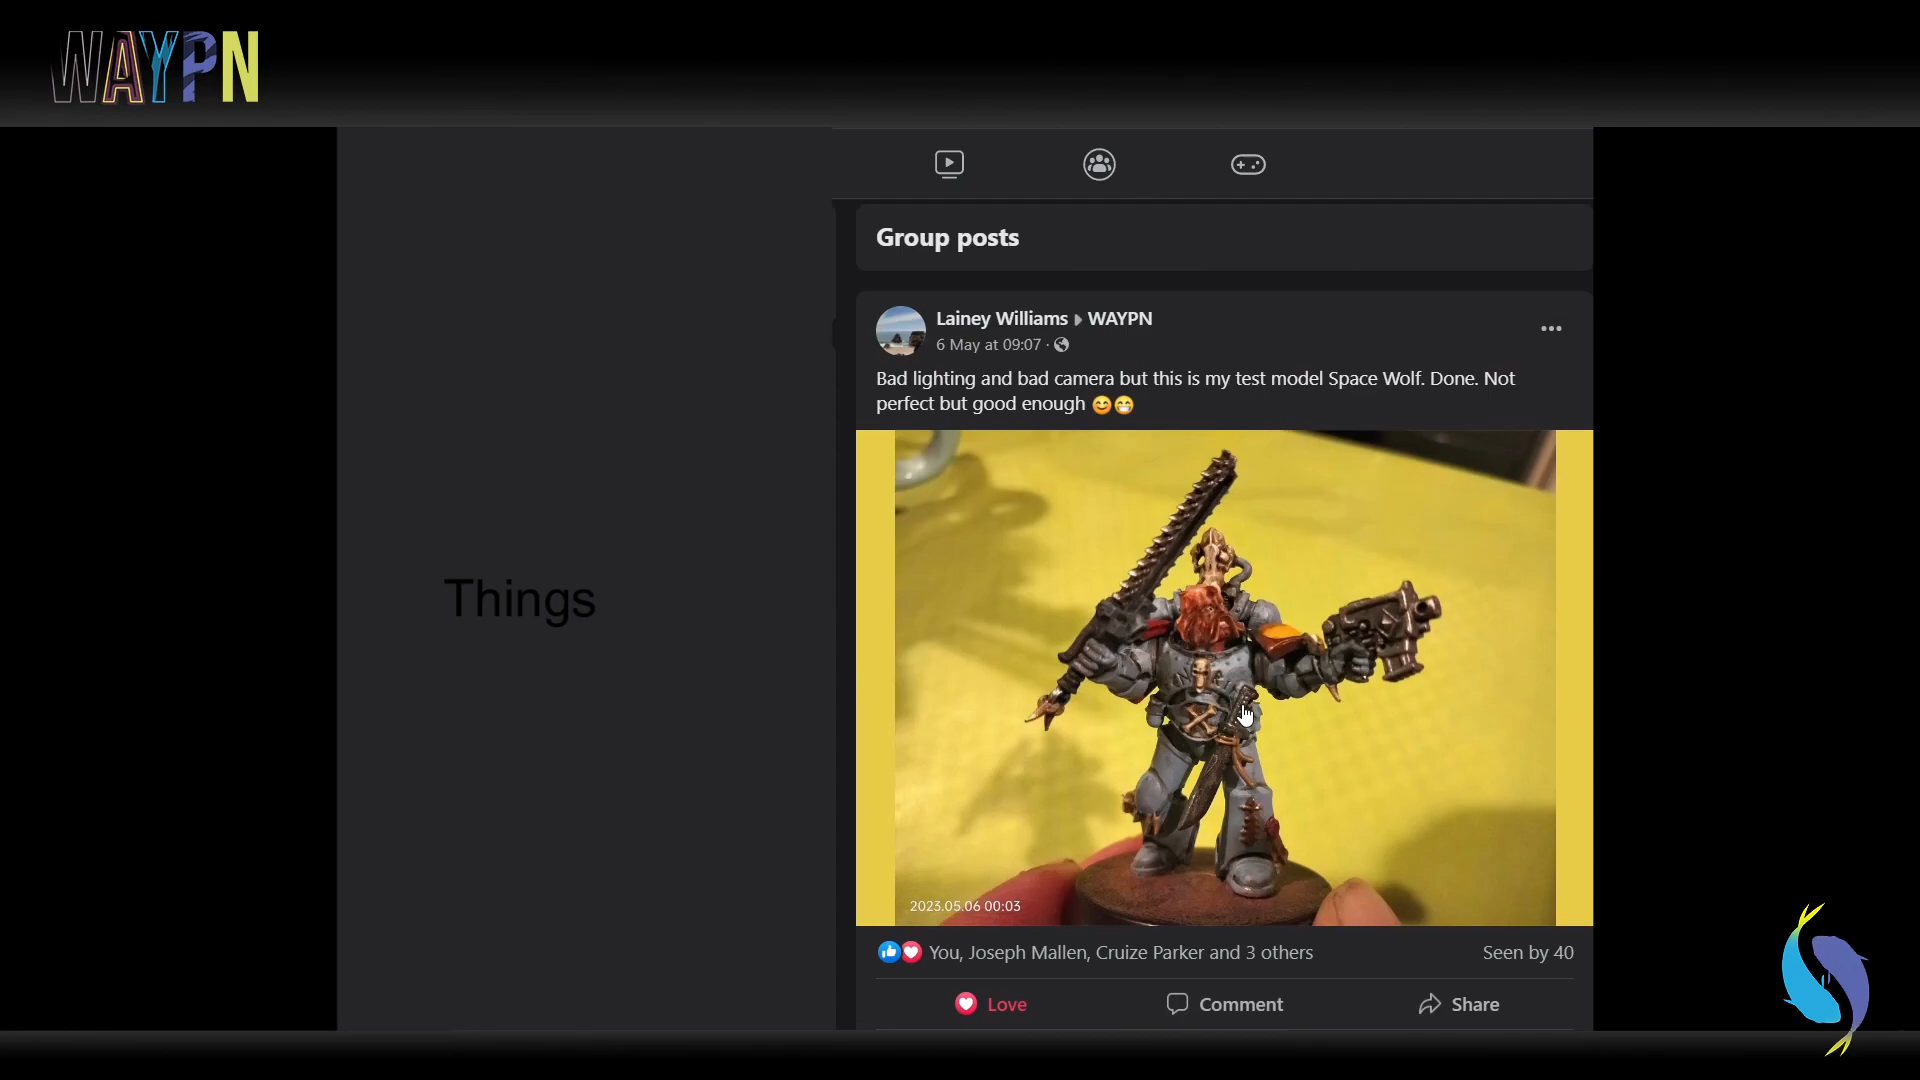 WAYPN
Group posts
Lainey Williams WAYPN
6 May at 09:07 ·
Bad lighting and bad camera but this is my test model Space Wolf. Done. Not
perfect but good enough 😊😁
Things
2023.05.06 00:03
You, Joseph Mallen, Cruize Parker and 3 others
Seen by 40
Love
Comment
Share